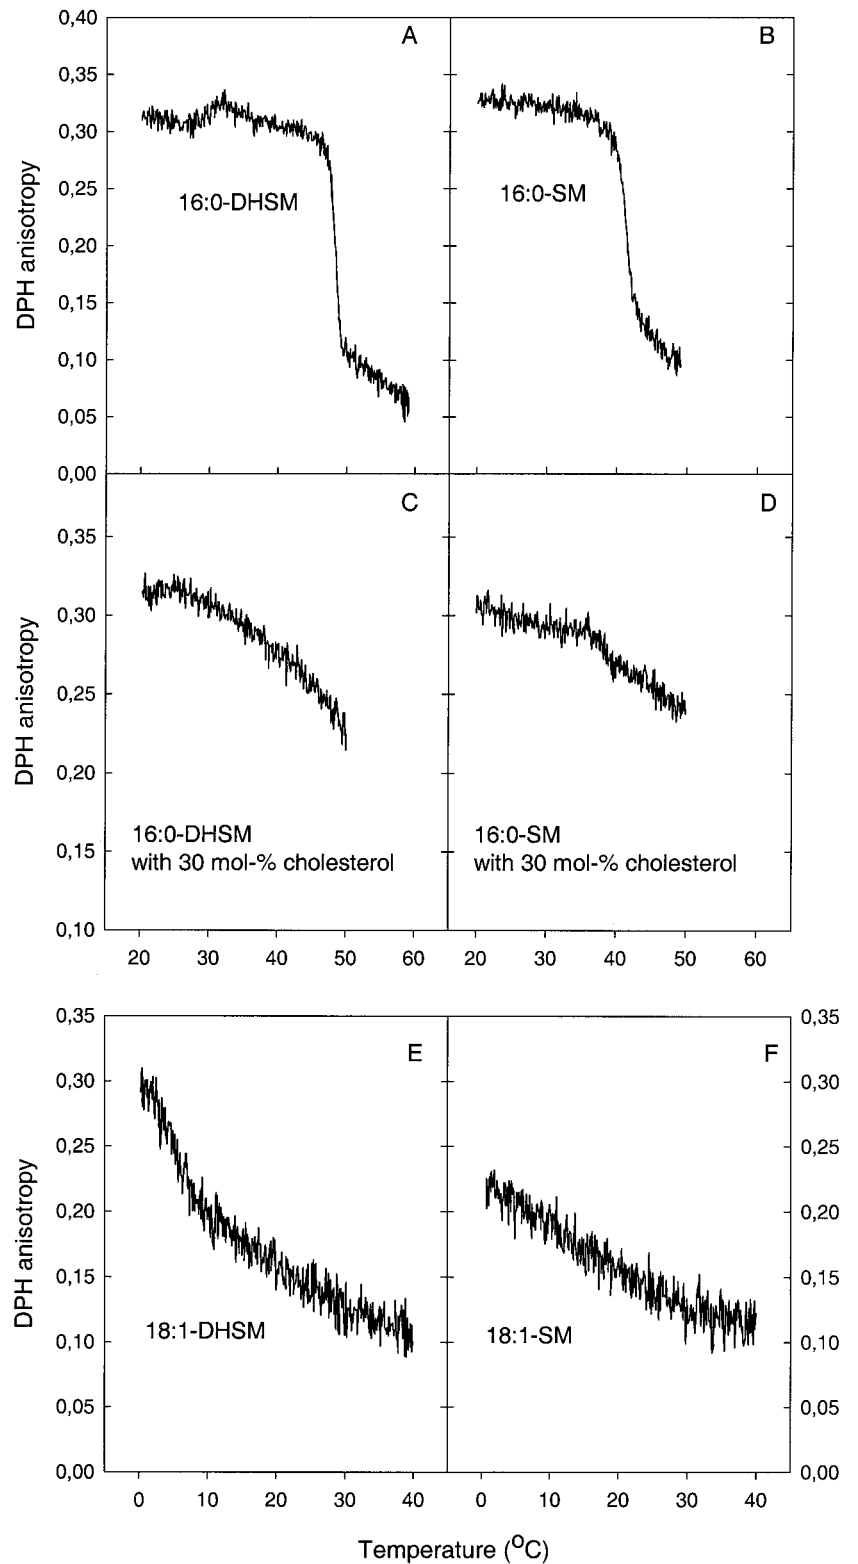 A
B
0,40
0,35
0,30
0,25
0,20
0,15
0,10
0,05
0,00
DPH anisotropy
16:0-DHSM
16:0-SM
C
D
0,35
0,30
0,25
0,20
0,15
0,10
DPH anisotropy
16:0-DHSM
with 30 mol-% cholesterol
16:0-SM
with 30 mol-% cholesterol
20 30 40 50 60
20 30 40 50 60
E
F
0,35
0,30
0,25
0,20
0,15
0,10
0,05
0,00
DPH anisotropy
18:1-DHSM
18:1-SM
0,35
0,30
0,25
0,20
0,15
0,10
0,05
0,00
0 10 20 30 40
0 10 20 30 40
Temperature (°C)